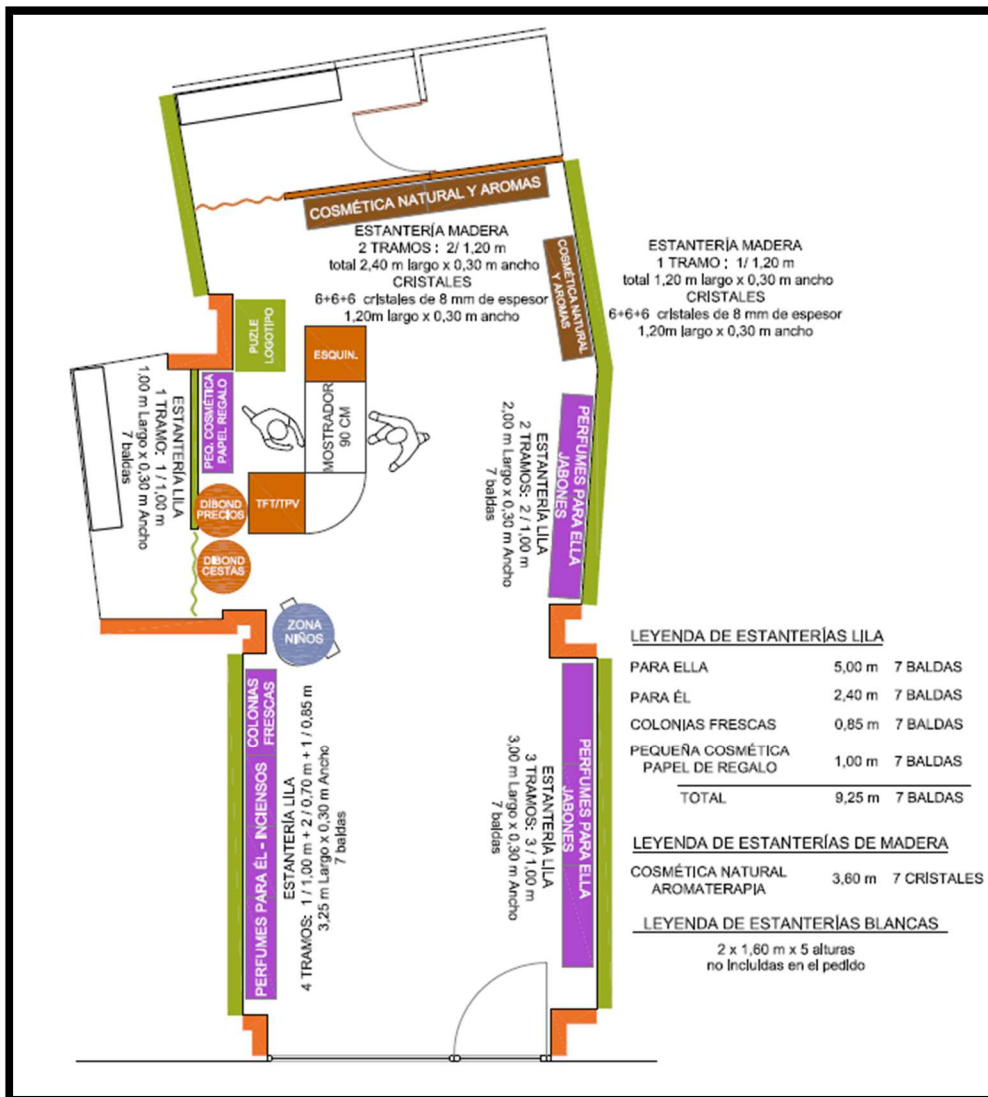 COSMÉTICA NATURAL Y AROMAS
ESTANTERÍA MADERA
2 TRAMOS : 2/ 1,20 m
total 2,40 m largo x 0,30 m ancho
CRISTALES
6+6+6 cristales de 8 mm de espesor
1,20m largo x 0,30 m ancho
COSMÉTICA NATURAL
Y AROMAS
ESTANTERÍA MADERA
1 TRAMO : 1/ 1,20 m
total 1,20 m largo x 0,30 m ancho
CRISTALES
6+6+6 cristales de 8 mm de espesor
1,20m largo x 0,30 m ancho
PUZLE
LOGOTIPO
ESQUIN.
MOSTRADOR
90 CM
TFT/TPV
PEQ. COSMÉTICA
PAPEL REGALO
ESTANTERÍA LILA
1 TRAMO: 1 / 1,00 m
1,00 m Largo x 0,30 m Ancho
7 baldas
DIBOND
PRECIOS
DIBOND
CESTAS
ZONA
NIÑOS
PERFUMES PARA ELLA
JABONES
ESTANTERÍA LILA
2 TRAMOS: 2 / 1,00 m
2,00 m Largo x 0,30 m Ancho
7 baldas
COLONIAS
FRESCAS
PERFUMES PARA ÉL - INCIENSOS
ESTANTERÍA LILA
4 TRAMOS: 1 / 1,00 m + 2 / 0,70 m + 1 / 0,85 m
3,25 m Largo x 0,30 m Ancho
7 baldas
PERFUMES PARA ELLA
JABONES
ESTANTERÍA LILA
3 TRAMOS: 3 / 1,00 m
3,00 m Largo x 0,30 m Ancho
7 baldas
LEYENDA DE ESTANTERÍAS LILA
PARA ELLA 5,00 m 7 BALDAS
PARA ÉL 2,40 m 7 BALDAS
COLONIAS FRESCAS 0,85 m 7 BALDAS
PEQUEÑA COSMÉTICA
PAPEL DE REGALO 1,00 m 7 BALDAS
TOTAL 9,25 m 7 BALDAS
LEYENDA DE ESTANTERÍAS DE MADERA
COSMÉTICA NATURAL
AROMATERAPIA 3,60 m 7 CRISTALES
LEYENDA DE ESTANTERÍAS BLANCAS
2 x 1,60 m x 5 alturas
no incluidas en el pedido